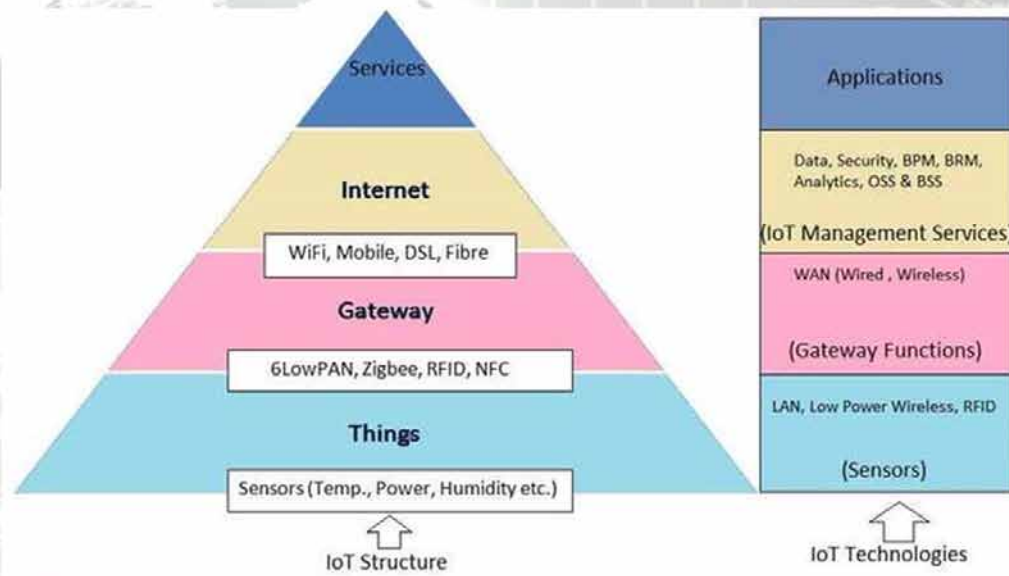 Services
Internet
WiFi, Mobile, DSL, Fibre
Gateway
6LowPAN, Zigbee, RFID, NFC
Things
Sensors (Temp., Power, Humidity etc.)
IoT Structure
Applications
Data, Security, BPM, BRM,
Analytics, OSS & BSS
(IoT Management Services)
WAN (Wired , Wireless)
(Gateway Functions)
LAN, Low Power Wireless, RFID
(Sensors)
IoT Technologies